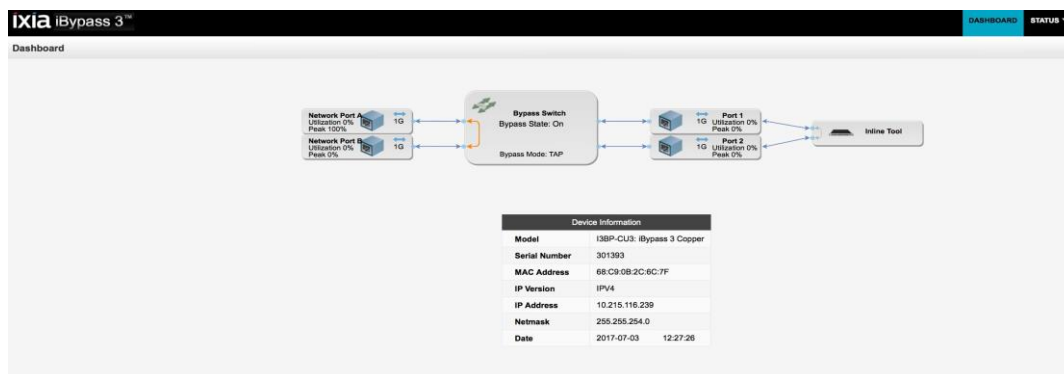 ixia iBypass 3™
DASHBOARD STATUS
Dashboard
Network Port A
Utilization 0%
Peak 100%
1G
Network Port B
Utilization 0%
Peak 0%
1G
Bypass Switch
Bypass State: On
Bypass Mode: TAP
1G
Port 1
Utilization 0%
Peak 0%
1G
Port 2
Utilization 0%
Peak 0%
Inline Tool
Device Information
Model I3BP-CU3: iBypass 3 Copper
Serial Number 301393
MAC Address 68:C9:0B:2C:6C:7F
IP Version IPV4
IP Address 10.215.116.239
Netmask 255.255.254.0
Date 2017-07-03 12:27:26